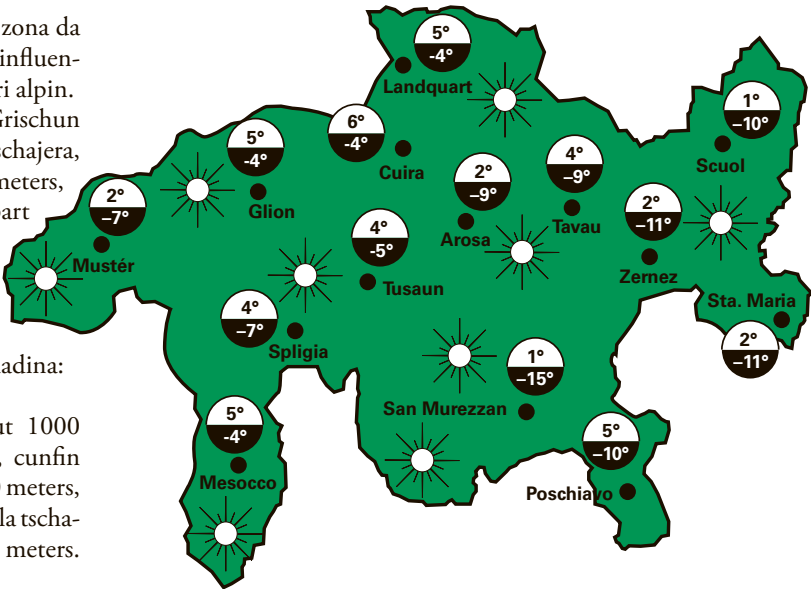 zona da
influen-
ri alpin.
Grischun
schajera,
meters,
part
adina:
ut 1000
, cunfin
meters,
la tscha-
meters.
5°
-4°
Landquart
1°
–10°
Scuol
6°
-4°
Cuira
5°
-4°
Glion
4°
–9°
Tavau
2°
–9°
Arosa
2°
–7°
Mustér
2°
–11°
Zernez
4°
-5°
Tusaun
Sta. Maria
2°
–11°
4°
–7°
Spligia
1°
–15°
San Murezzan
5°
-4°
Mesocco
5°
–10°
Poschiavo